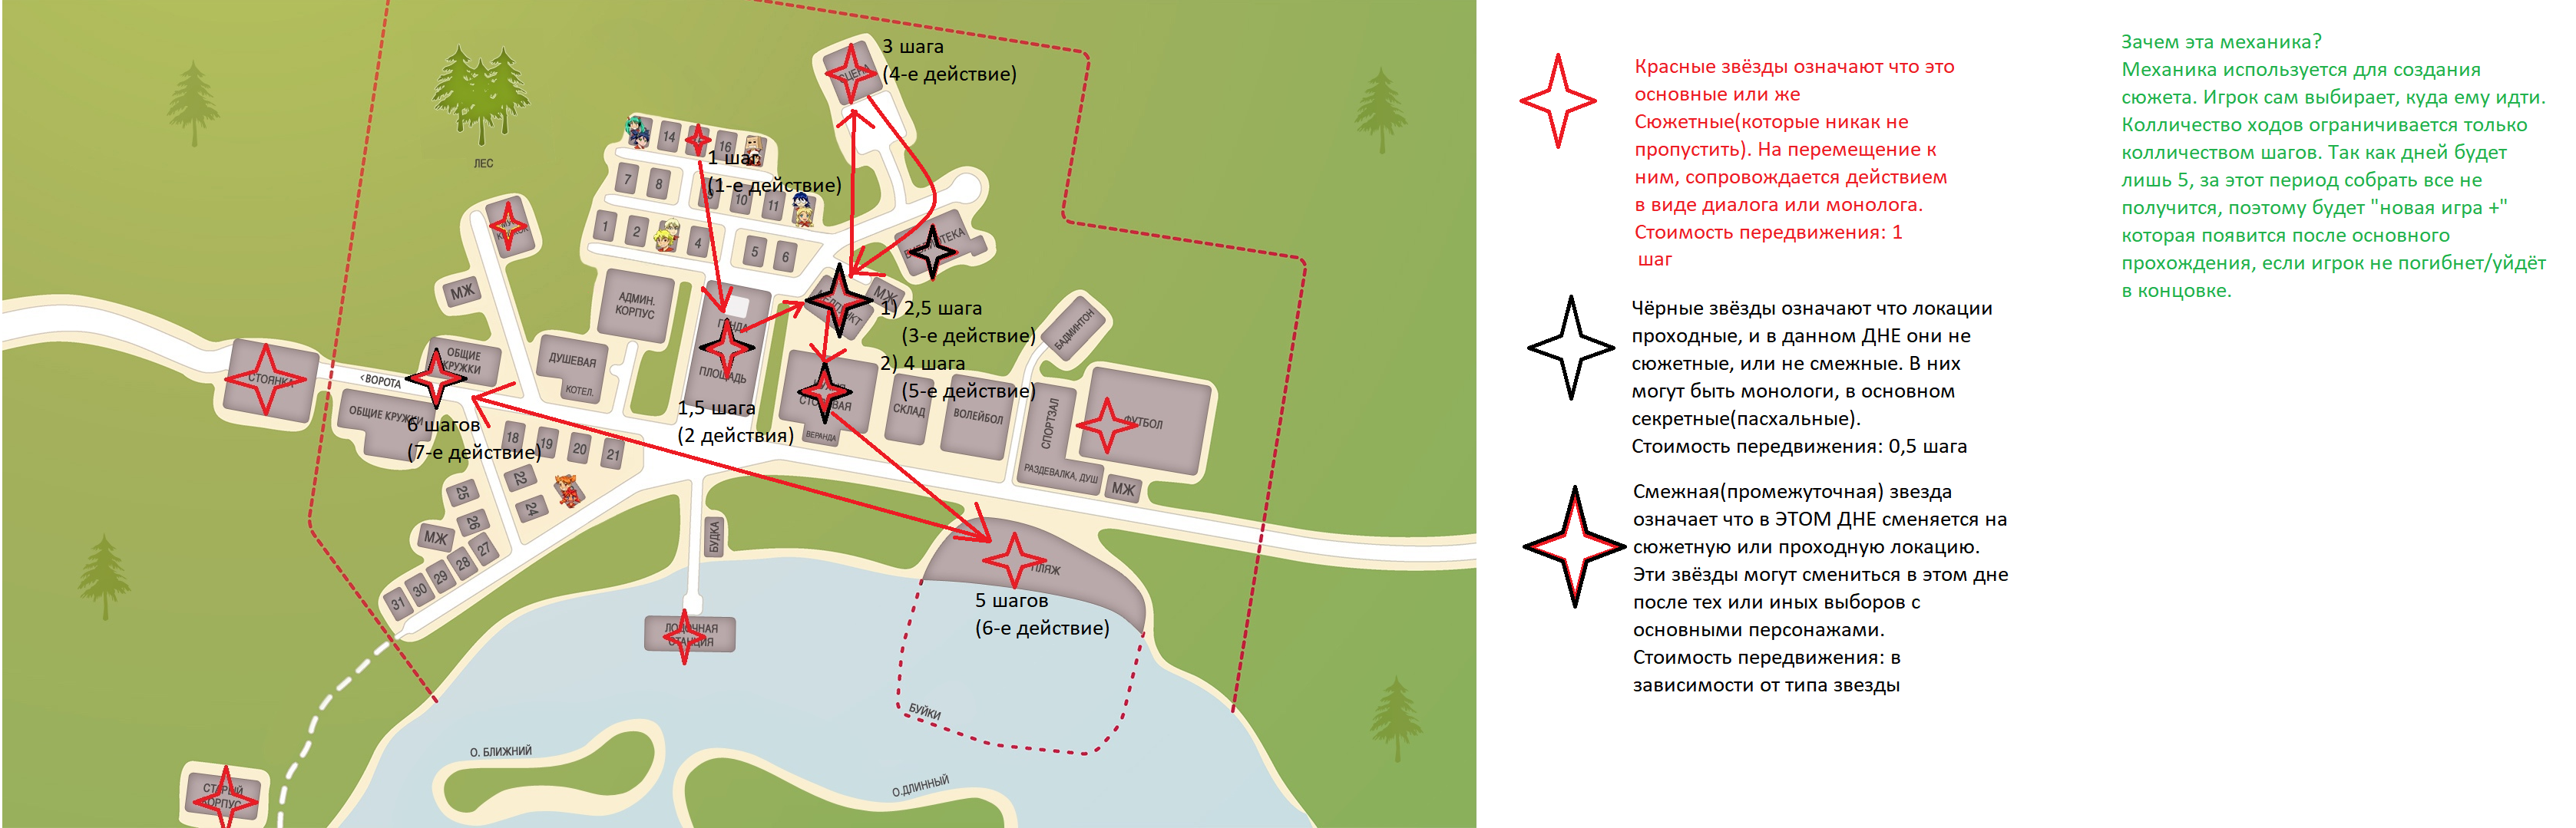 3 шага
(4-е действие)
СЦЕНА
14
16
1 шаг
(1-е действие)
ЛЕС
7
8
9
10
11
1
2
4
5
6
БИБЛИОТЕКА
МЖ
АДМИН.
КОРПУС
МЖ
МЕДПУНКТ
1) 2,5 шага
(3-е действие)
2) 4 шага
(5-е действие)
БАДМИНТОН
ПЛОЩАДЬ
ОБЩИЕ
КРУЖКИ
ДУШЕВАЯ
КОТЕЛ.
СТОЯНКА
<ВОРОТА
ОБЩИЕ КРУЖКИ
СТОЛОВАЯ
ВЕРАНДА
СКЛАД
ВОЛЕЙБОЛ
СПОРТЗАЛ
ФУТБОЛ
РАЗДЕВАЛКА, ДУШ
МЖ
1,5 шага
(2 действия)
6 шагов
(7-е действие)
18
19
20
21
22
24
25
26
МЖ
27
28
29
30
31
БУДКА
ПЛЯЖ
5 шагов
(6-е действие)
ЛОДОЧНАЯ
СТАНЦИЯ
БУЙКИ
О. БЛИЖНИЙ
О.ДЛИННЫЙ
СТАРЫЙ
КОРПУС
Красные звёзды означают что это
основные или же
Сюжетные(которые никак не
пропустить). На перемещение к
ним, сопровождается действием
в виде диалога или монолога.
Стоимость передвижения: 1
шаг
Чёрные звёзды означают что локации
проходные, и в данном ДНЕ они не
сюжетные, или не смежные. В них
могут быть монологи, в основном
секретные(пасхальные).
Стоимость передвижения: 0,5 шага
Смежная(промежуточная) звезда
означает что в ЭТОМ ДНЕ сменяется на
сюжетную или проходную локацию.
Эти звёзды могут смениться в этом дне
после тех или иных выборов с
основными персонажами.
Стоимость передвижения: в
зависимости от типа звезды
Зачем эта механика?
Механика используется для создания
сюжета. Игрок сам выбирает, куда ему идти.
Колличество ходов ограничивается только
колличеством шагов. Так как дней будет
лишь 5, за этот период собрать все не
получится, поэтому будет "новая игра +"
которая появится после основного
прохождения, если игрок не погибнет/уйдёт
в концовке.